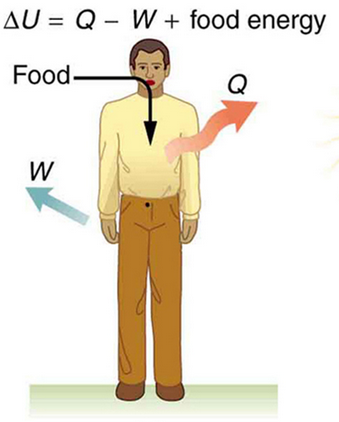 ΔU = Q – W + food energy
Food
Q
W